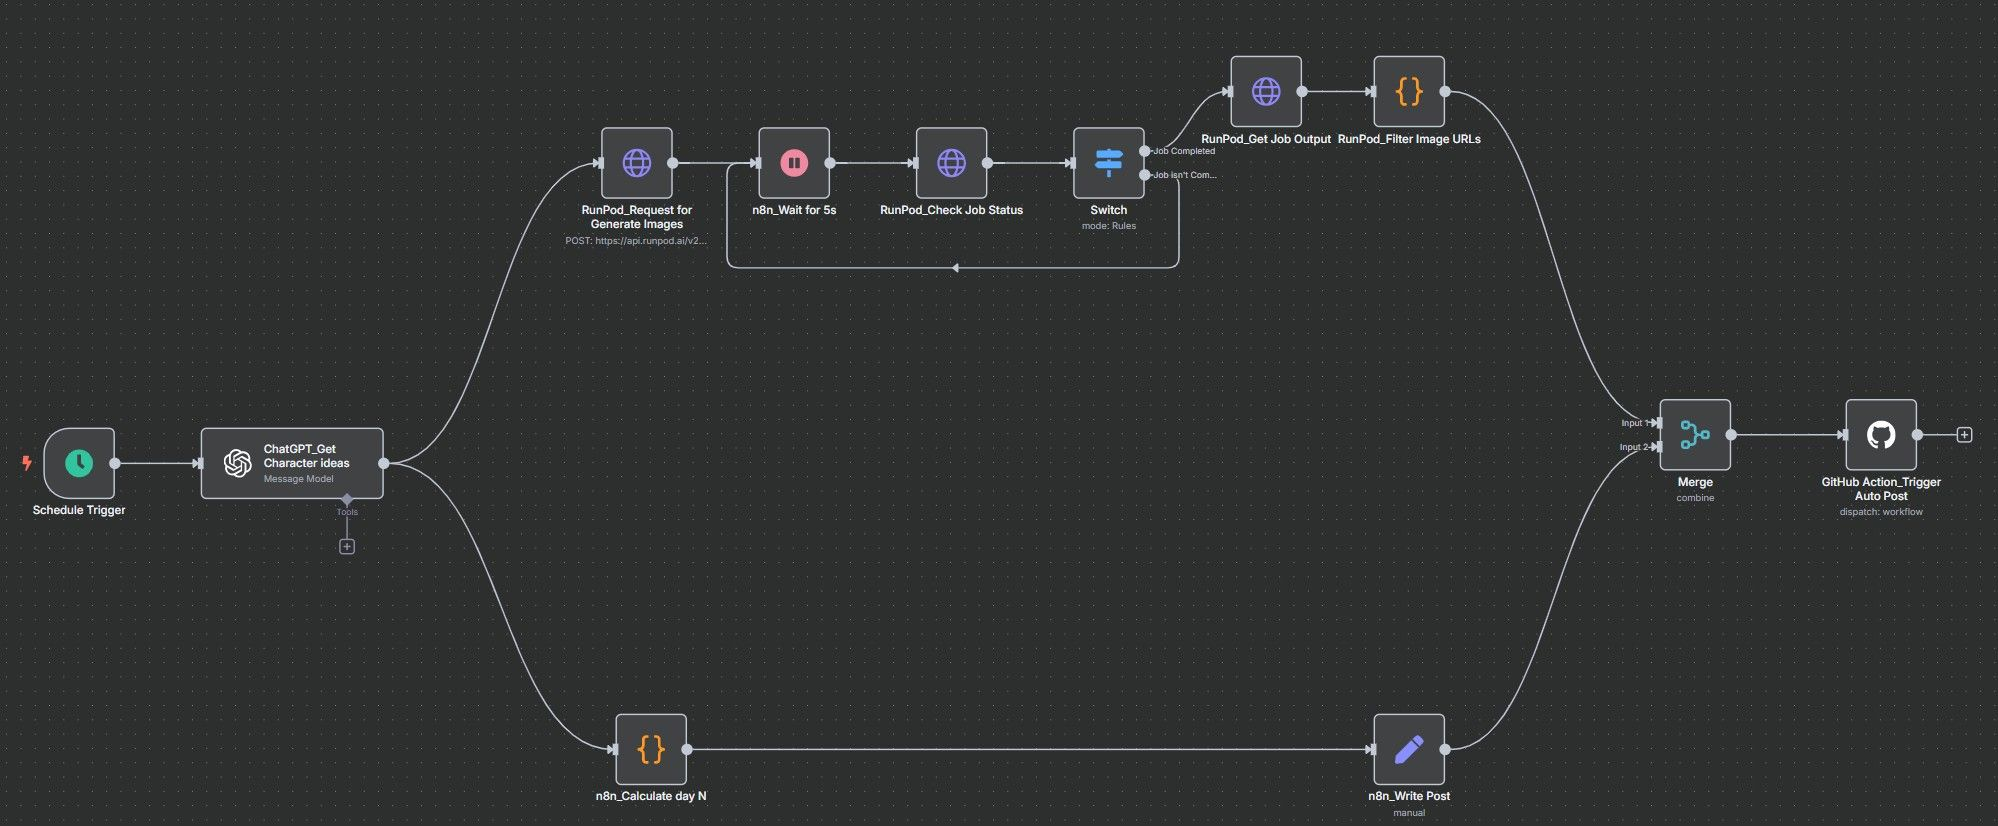 RunPod_Get Job Output
RunPod_Filter Image URLs
Job Completed
Job isn't Com...
RunPod_Request for
Generate Images
POST: https://api.runpod.ai/v2...
n8n_Wait for 5s
RunPod_Check Job Status
Switch
mode: Rules
Schedule Trigger
ChatGPT_Get
Character ideas
Message Model
Tools
Input 1
Input 2
Merge
combine
GitHub Action_Trigger
Auto Post
dispatch: workflow
n8n_Calculate day N
n8n_Write Post
manual